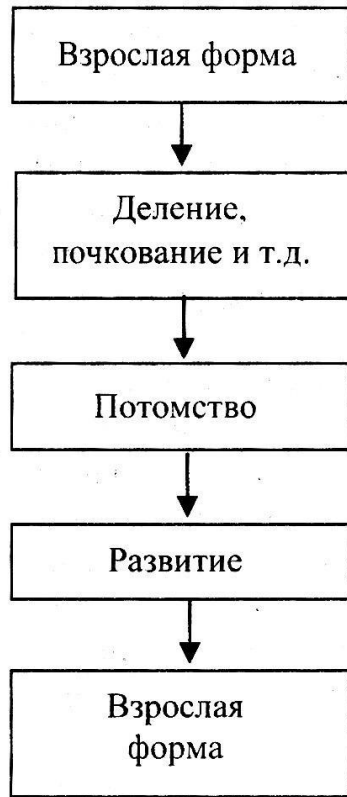 Взрослая форма
Деление,
почкование и т.д.
Потомство
Развитие
Взрослая
форма